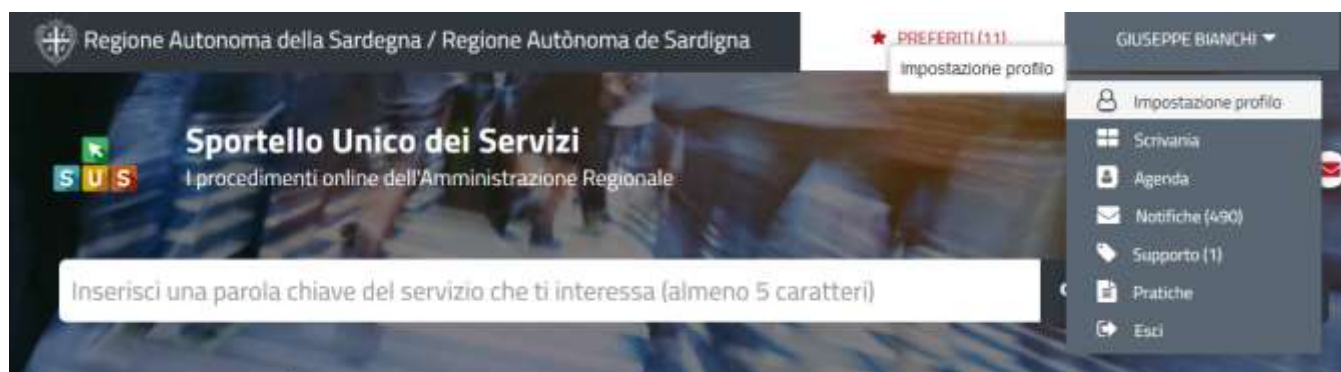 Regione Autonoma della Sardegna / Regione Autònoma de Sardigna
PREFERITI (11)
GIUSEPPE BIANCHI
Impostazione profilo
Impostazione profilo
Sportello Unico dei Servizi
I procedimenti online dell'Amministrazione Regionale
SUS
Scrivania
Agenda
Notifiche (490)
Supporto (1)
Pratiche
Esci
Inserisci una parola chiave del servizio che ti interessa (almeno 5 caratteri)